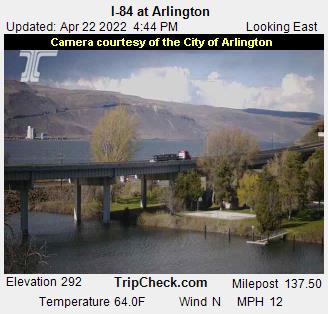 I-84 at Arlington
Updated: Apr 22 2022 4:44 PM Looking East
Camera courtesy of the City of Arlington
Elevation 292 TripCheck.com Milepost 137.50
Temperature 64.0F Wind N MPH 12